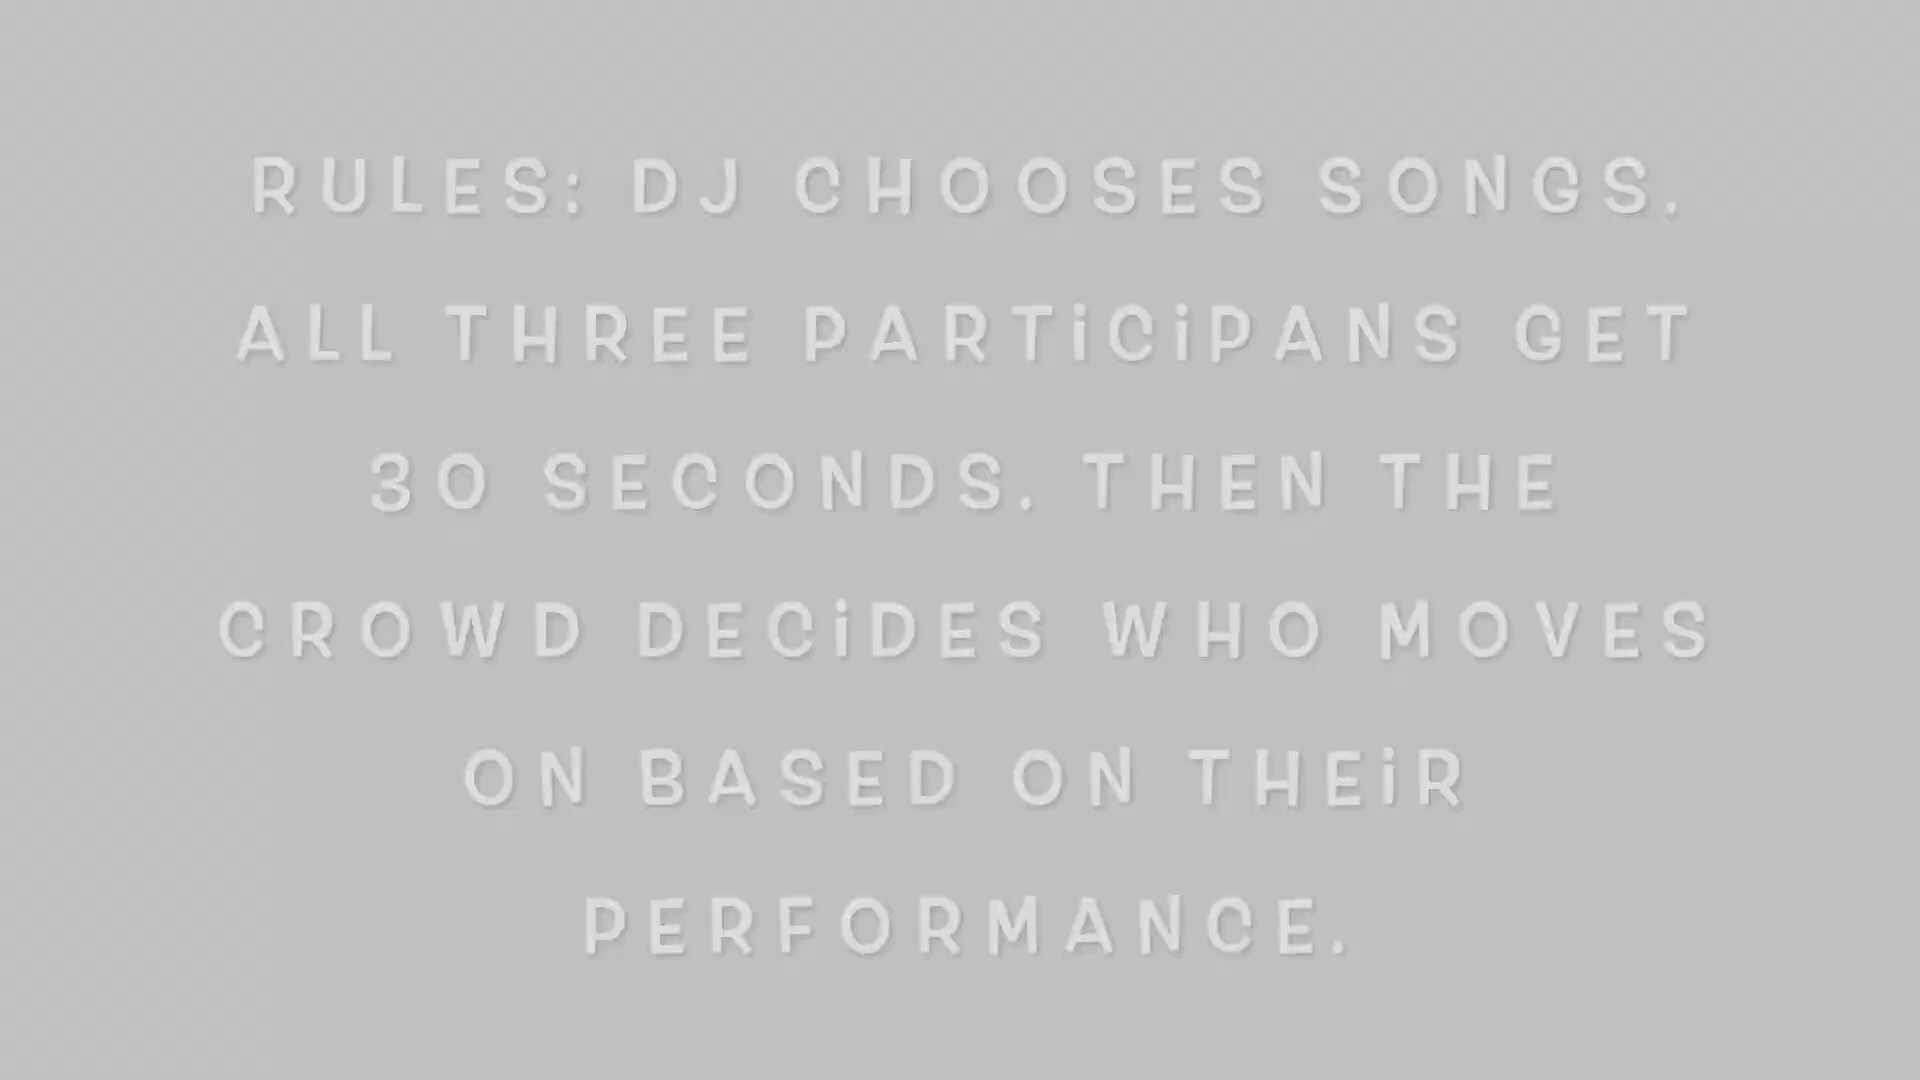 RULES: DJ CHOOSES SONGS.
ALL THREE PARTiCiPANS GET
30 SECONDS. THEN THE
CROWD DECiDES WHO MOVES
ON BASED ON THEiR
PERFORMANCE.